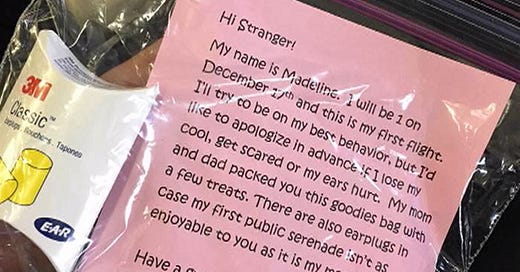 Hi Stranger!
My name is Madeline. I will be 1 on
December 17th and this is my first flight.
I'll try to be on my best behavior, but I'd
like to apologize in advance if I lose my
cool, get scared or my ears hurt. My mom
and dad packed you this goodies bag with
a few treats. There are also earplugs in
case my first public serenade isn't as
enjoyable to you as it is my
Have a
3M
Classic™
Earplugs Bouchons Tapones
E·A·R